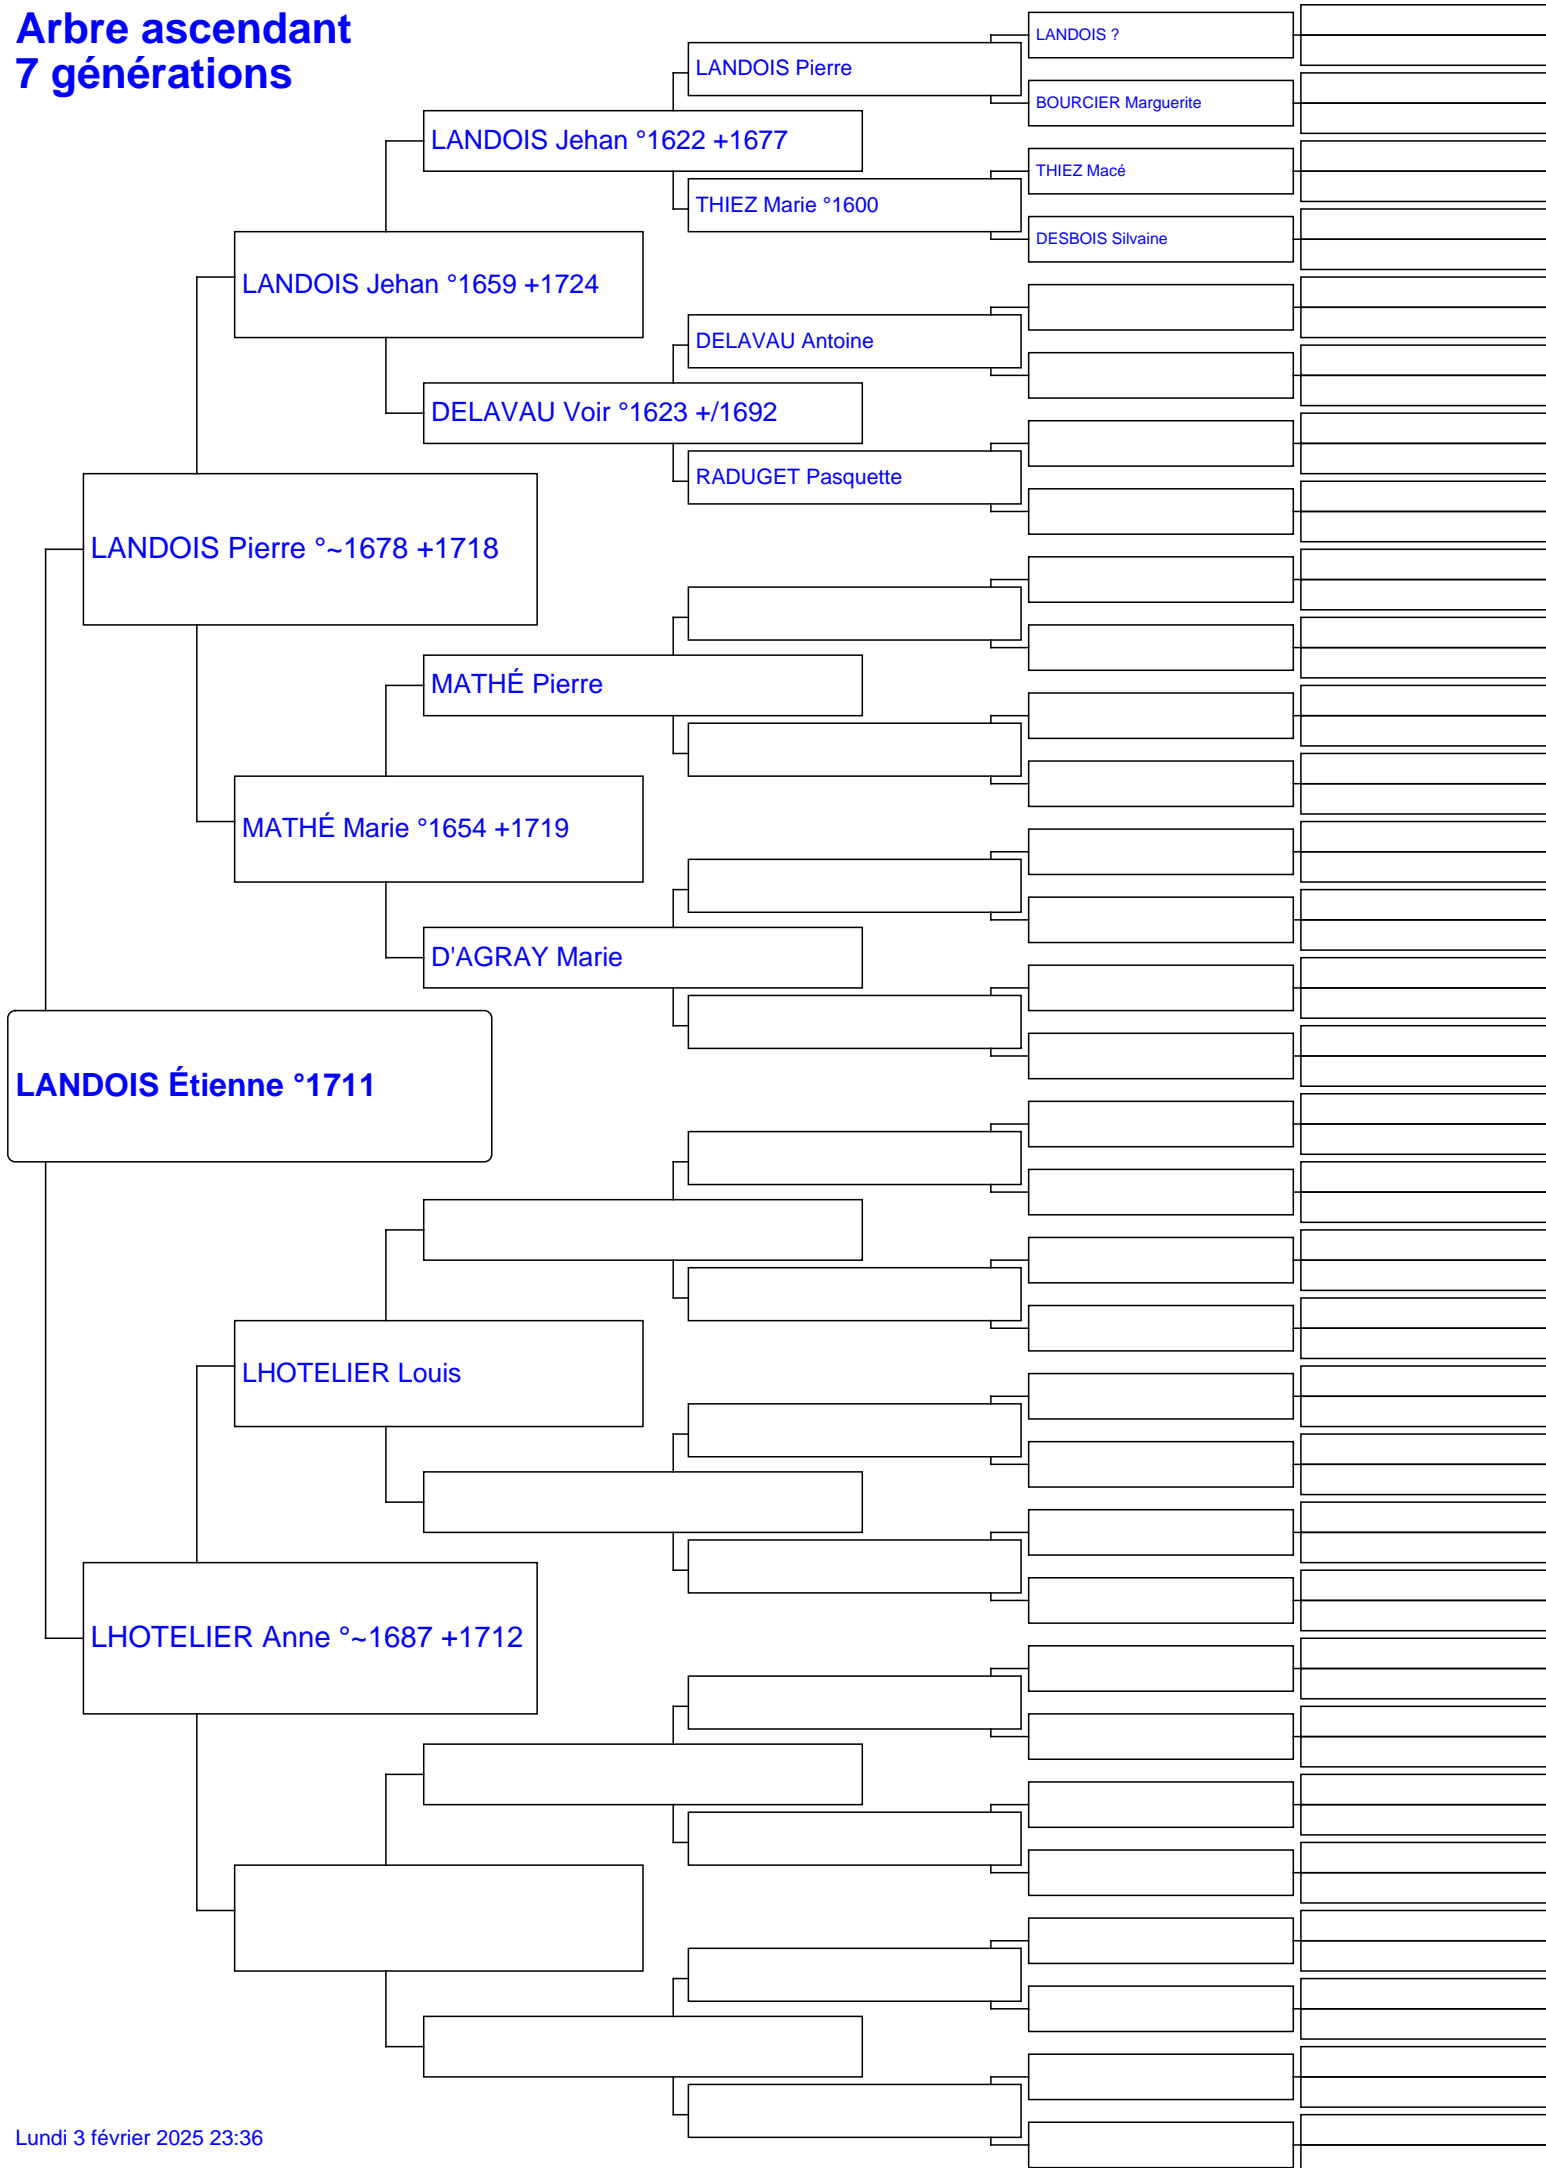 Arbre ascendant
7 générations
LANDOIS ?
LANDOIS Pierre
BOURCIER Marguerite
LANDOIS Jehan °1622 +1677
THIEZ Macé
THIEZ Marie °1600
DESBOIS Silvaine
LANDOIS Jehan °1659 +1724
DELAVAU Antoine
DELAVAU Voir °1623 +/1692
RADUGET Pasquette
LANDOIS Pierre °~1678 +1718
MATHÉ Pierre
MATHÉ Marie °1654 +1719
D'AGRAY Marie
LANDOIS Étienne °1711
LHOTELIER Louis
LHOTELIER Anne °~1687 +1712
Lundi 3 février 2025 23:36